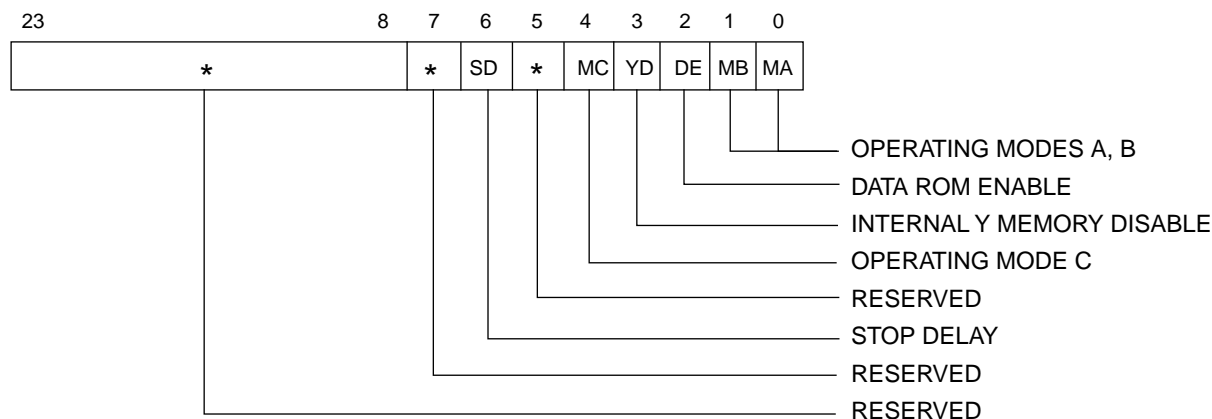 23 8 7 6 5 4 3 2 1 0
* * SD * MC YD DE MB MA
OPERATING MODES A, B
DATA ROM ENABLE
INTERNAL Y MEMORY DISABLE
OPERATING MODE C
RESERVED
STOP DELAY
RESERVED
RESERVED